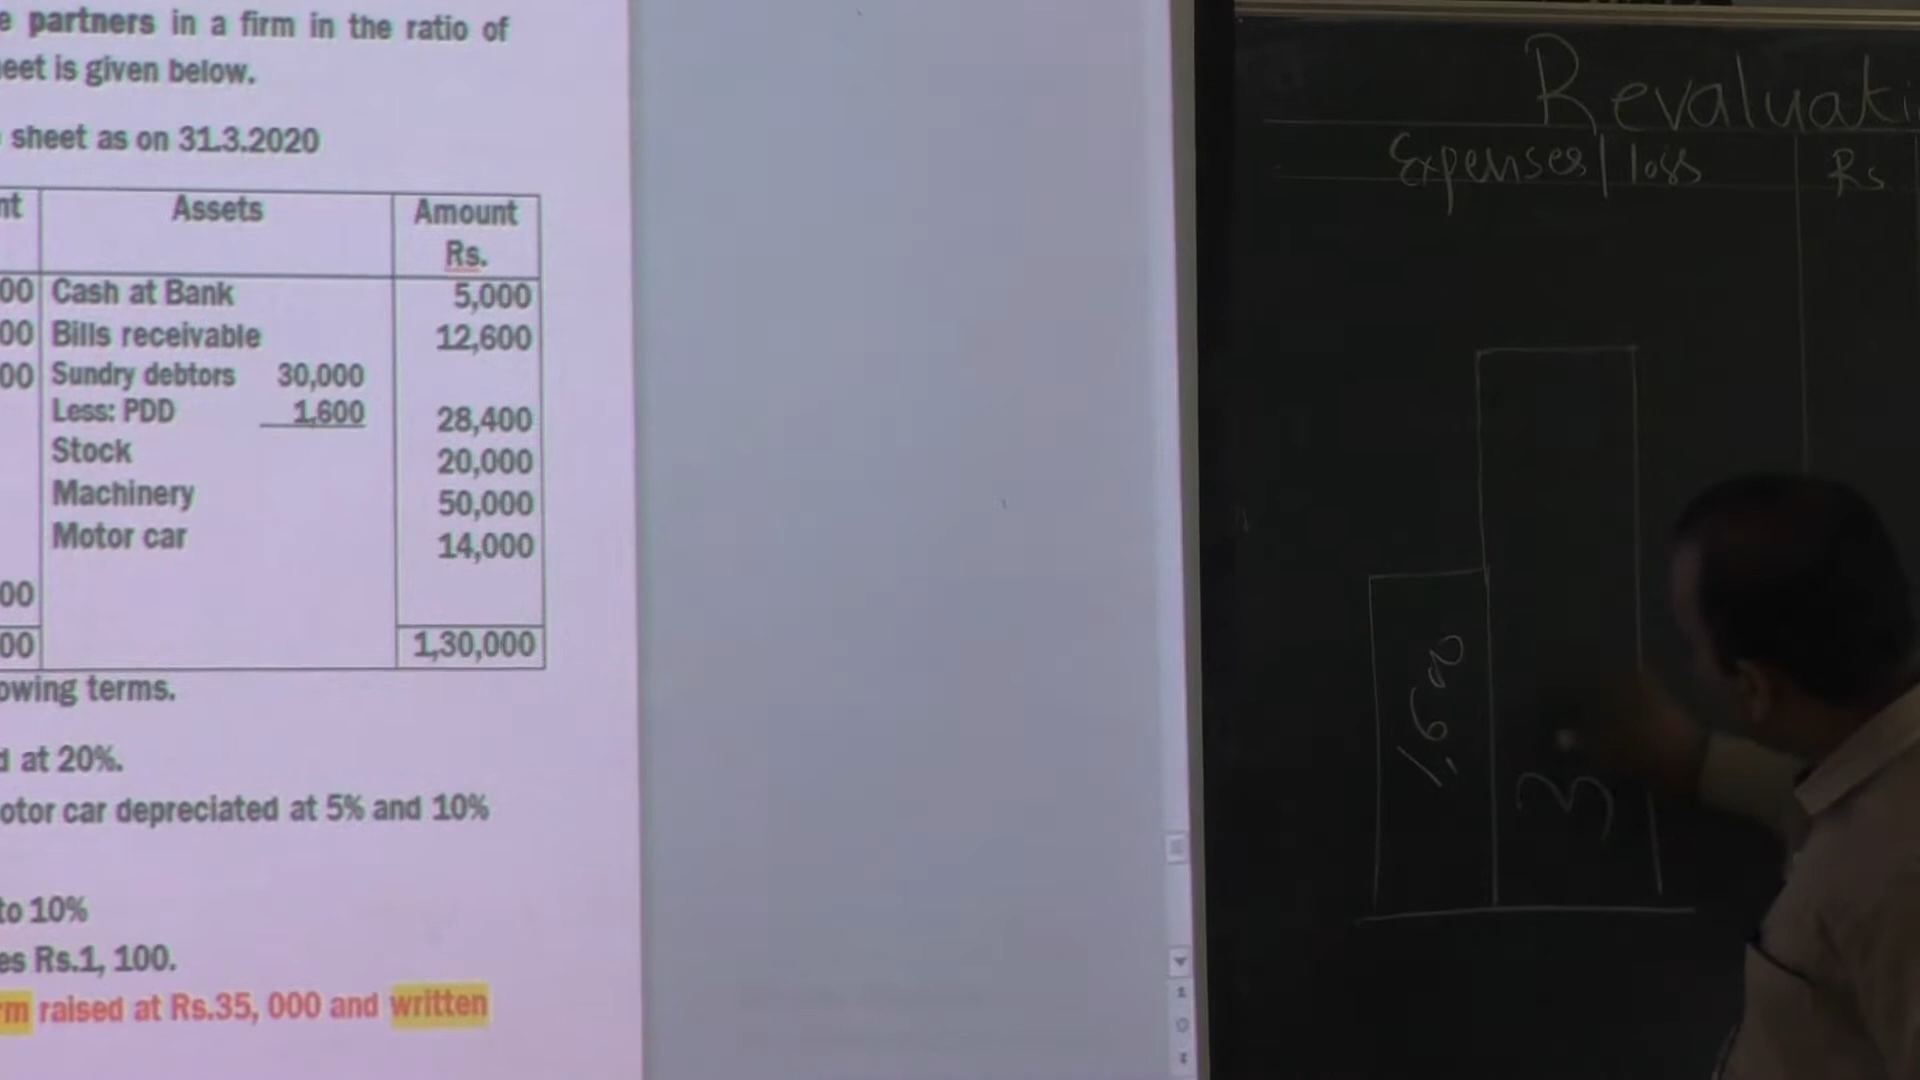 partners in a firm in the ratio of
eet is given below.
sheet as on 31.3.2020
nt Assets Amount
Rs.
00 Cash at Bank 5,000
00 Bills receivable 12,600
00 Sundry debtors 30,000
Less: PDD 1,600 28,400
Stock 20,000
Machinery 50,000
Motor car 14,000
00
00 1,30,000
owing terms.
at 20%.
otor car depreciated at 5% and 10%
to 10%
es Rs.1, 100.
rm raised at Rs.35, 000 and written
Revaluati
Expenses/loss Rs
1,600
3